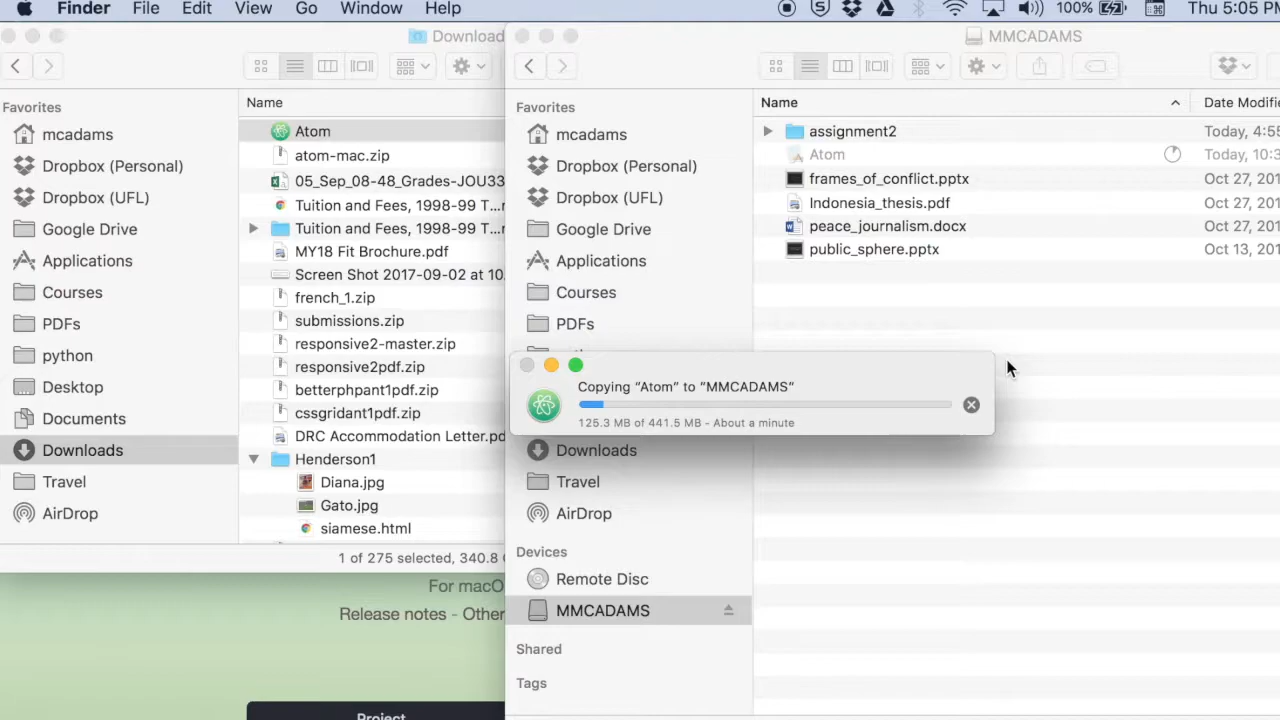 Finder File Edit View Go Window Help 100% Thu 5:05 PM
Download
Favorites
mcadams
Dropbox (Personal)
Dropbox (UFL)
Google Drive
Applications
Courses
PDFs
python
Desktop
Documents
Downloads
Travel
AirDrop
Name
Atom
atom-mac.zip
05_Sep_08-48_Grades-JOU33
Tuition and Fees, 1998-99 T...r
Tuition and Fees, 1998-99 T...r
MY18 Fit Brochure.pdf
Screen Shot 2017-09-02 at 10.
french_1.zip
submissions.zip
responsive2-master.zip
responsive2pdf.zip
betterphpant1pdf.zip
cssgridant1pdf.zip
DRC Accommodation Letter.pd
Henderson1
Diana.jpg
Gato.jpg
siamese.html
1 of 275 selected, 340.8
For macO
Release notes - Other
Project
MMCADAMS
Favorites
mcadams
Dropbox (Personal)
Dropbox (UFL)
Google Drive
Applications
Courses
PDFs
Downloads
Travel
AirDrop
Devices
Remote Disc
MMCADAMS
Shared
Tags
Name Date Modifi
assignment2 Today, 4:55
Atom Today, 10:3
frames_of_conflict.pptx Oct 27, 201
Indonesia_thesis.pdf Oct 27, 201
peace_journalism.docx Oct 27, 201
public_sphere.pptx Oct 13, 201
Copying “Atom” to “MMCADAMS”
125.3 MB of 441.5 MB - About a minute